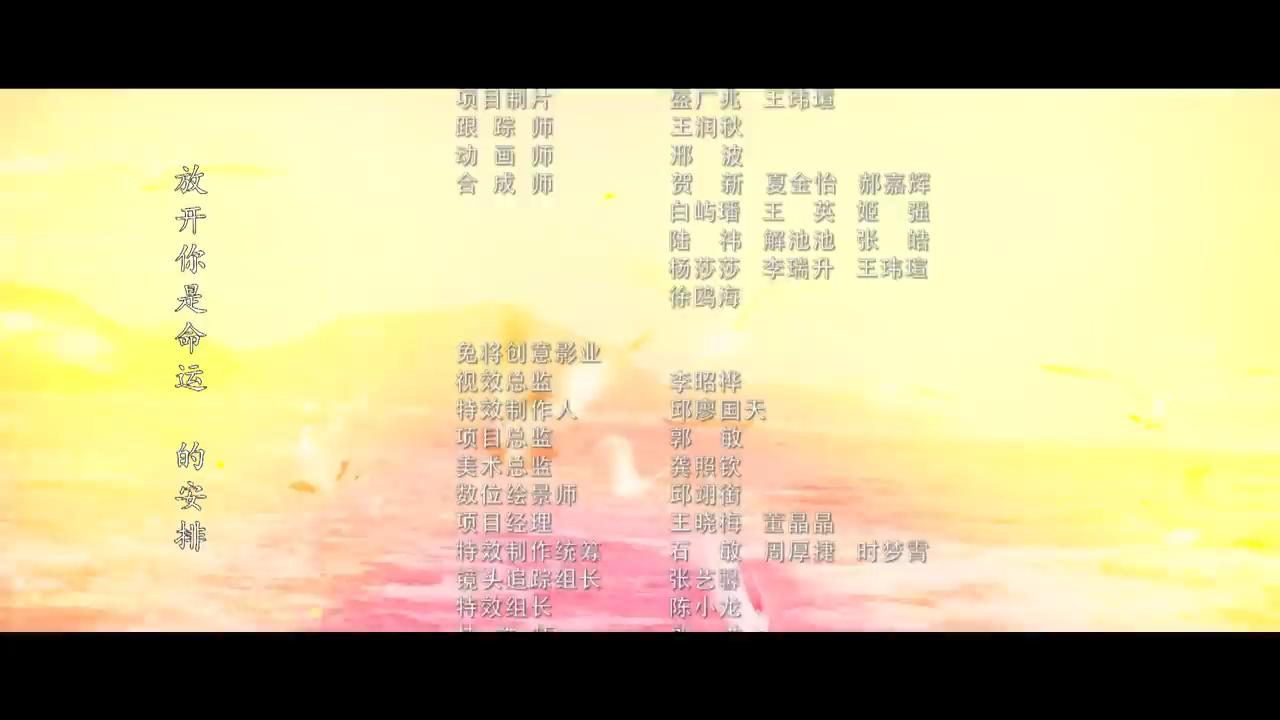 放开你是命运 的安排
项目制片 盛广兆 王玮瑄
跟踪师 王润秋
动画师 邢波
合成师 贺新 夏金怡 郝嘉辉
白屿璠 王英 姬强
陆祎 解池池 张皓
杨莎莎 李瑞升 王玮瑄
徐鸥海
兔将创意影业
视效总监 李昭桦
特效制作人 邱廖国天
项目总监 郭敏
美术总监 龚照钦
数位绘景师 邱翊衡
项目经理 王晓梅 董晶晶
特效制作统筹 石敏 周厚捷 时梦霄
镜头追踪组长 张艺馨
特效组长 陈小龙